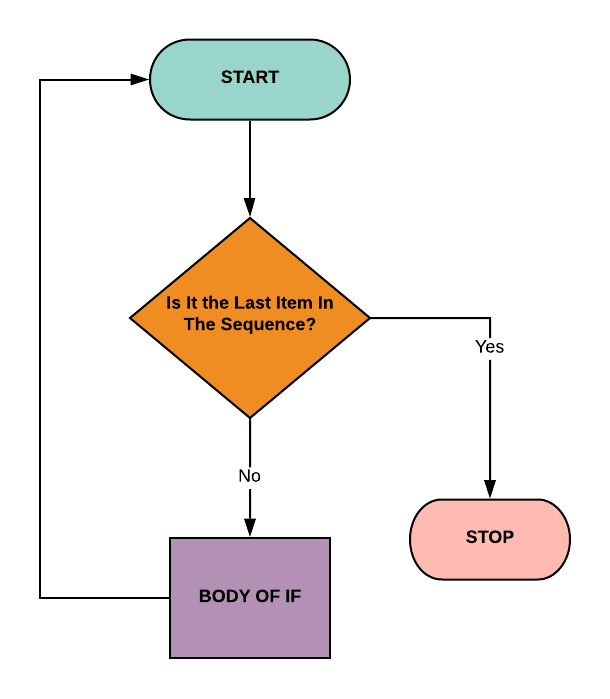 START
Is It the Last Item In
The Sequence?
Yes
No
STOP
BODY OF IF